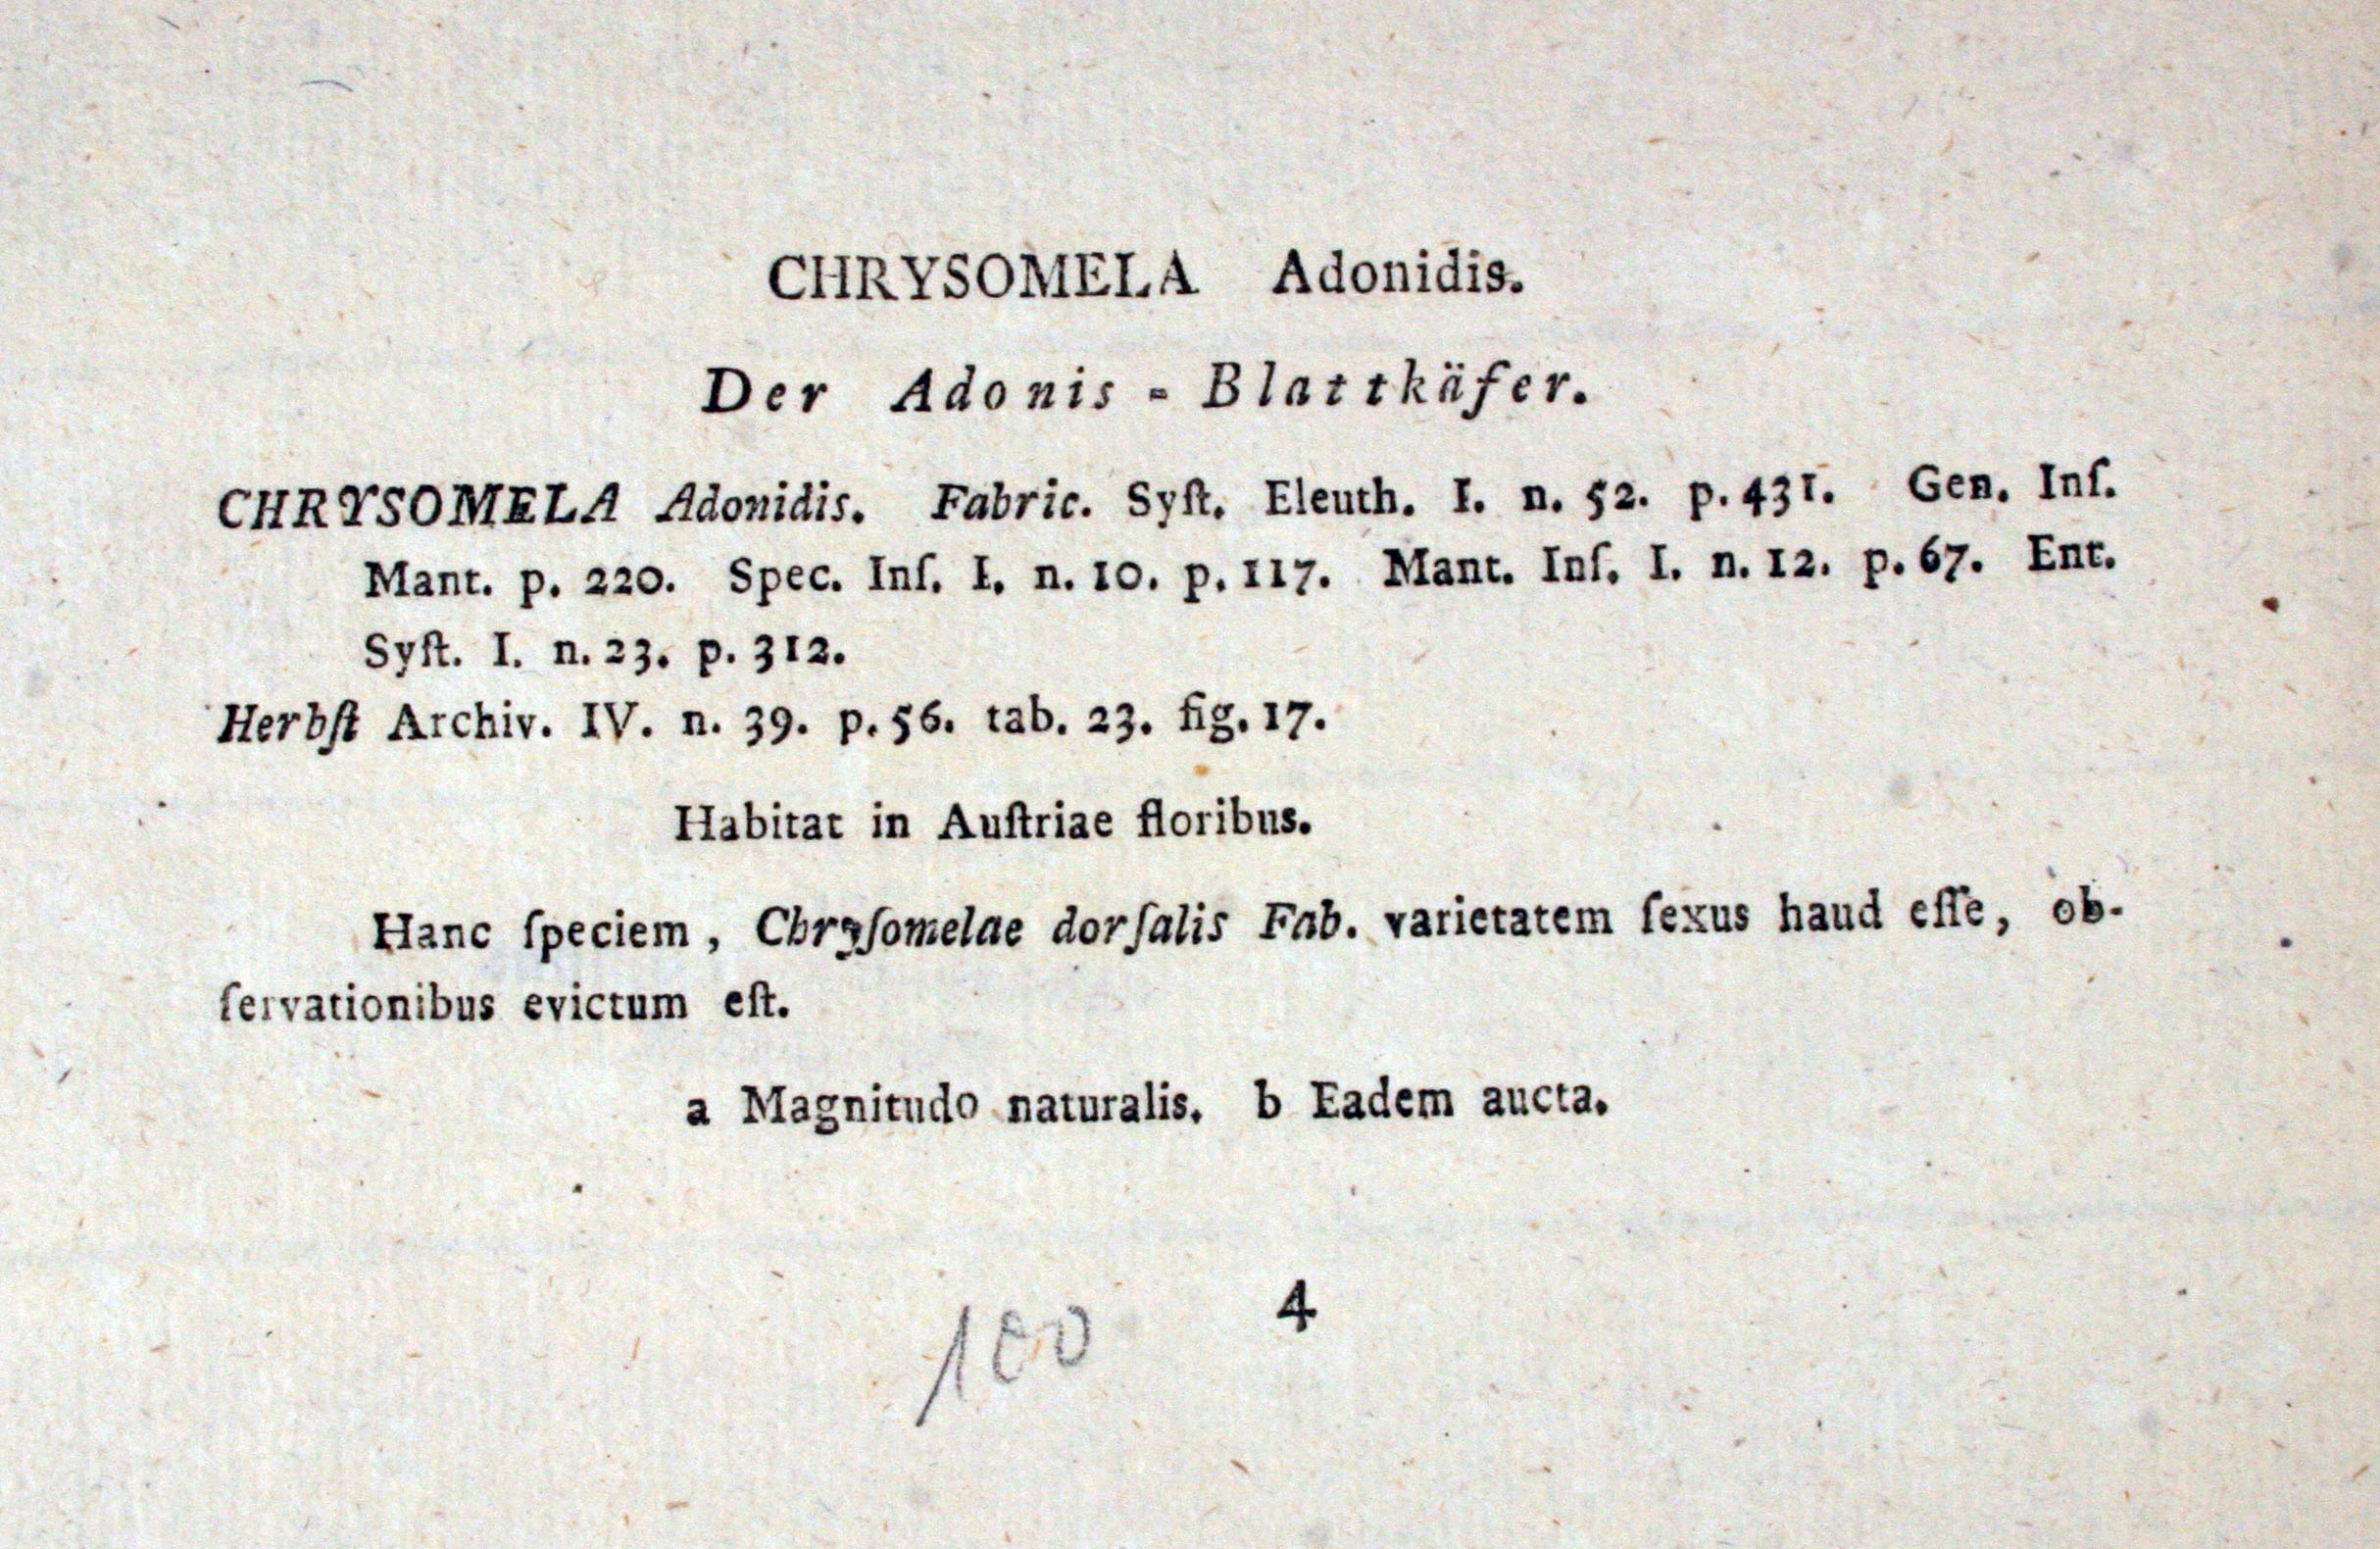 CHRYSOMELA Adonidis.
Der Adonis - Blattkäfer.
CHRYSOMELA Adonidis. Fabric. Syſt. Eleuth. I. n. 52. p. 431. Gen. Inſ.
Mant. p. 220. Spec. Inſ. I. n. 10. p. 117. Mant. Inſ. I. n. 12. p. 67. Ent.
Syſt. I. n. 23. p. 312.
Herbſt Archiv. IV. n. 39. p. 56. tab. 23. fig. 17.
Habitat in Auſtriae floribus.
Hanc ſpeciem, Chryſomelae dorſalis Fab. varietatem ſexus haud eſſe, ob-
ſervationibus evictum eſt.
a Magnitudo naturalis. b Eadem aucta.
4
100